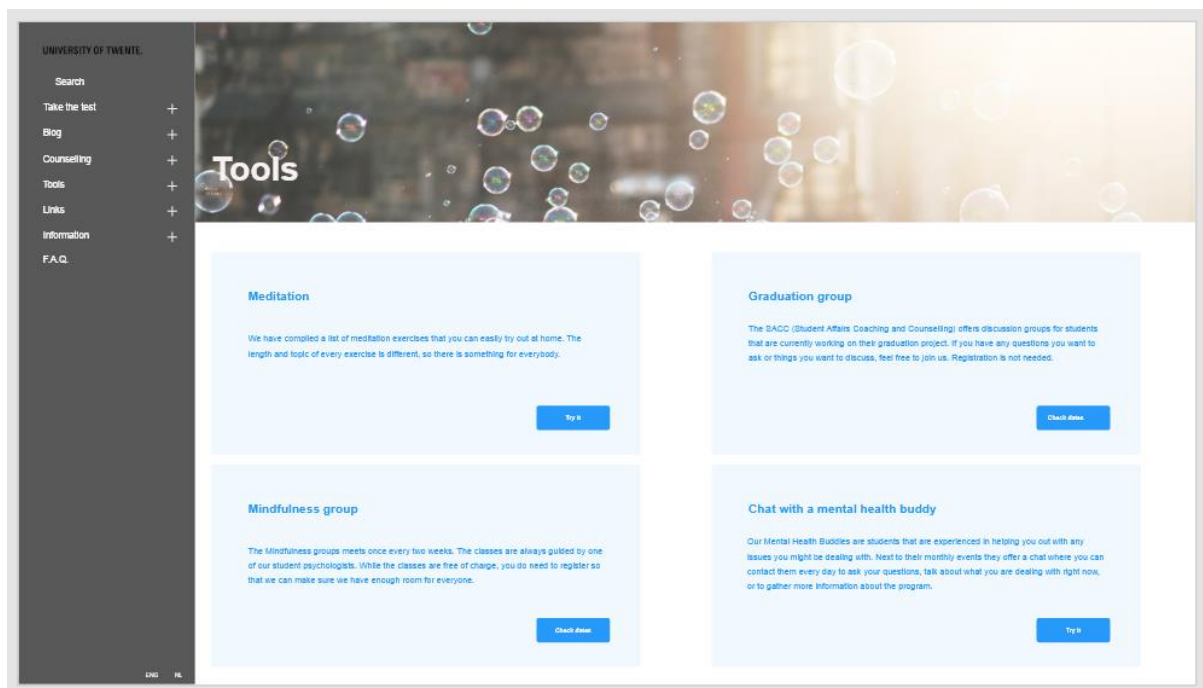 UNIVERSITY OF TWENTE.
Search
Take the test
Blog
Counselling
Tools
Links
Information
F.A.Q.
ENG NL
Tools
Meditation
We have compiled a list of meditation exercises that you can easily try out at home. The
length and topic of every exercise is different, so there is something for everybody.
Try it
Graduation group
The SACC (Student Affairs Coaching and Counselling) offers discussion groups for students
that are currently working on their graduation project. If you have any questions you want to
ask or things you want to discuss, feel free to join us. Registration is not needed.
Check dates
Mindfulness group
The Mindfulness groups meets once every two weeks. The classes are always guided by one
of our student psychologists. While the classes are free of charge, you do need to register so
that we can make sure we have enough room for everyone.
Check dates
Chat with a mental health buddy
Our Mental Health Buddies are students that are experienced in helping you out with any
issues you might be dealing with. Next to their monthly events they offer a chat where you can
contact them every day to ask your questions, talk about what you are dealing with right now,
or to gather more information about the program.
Try it